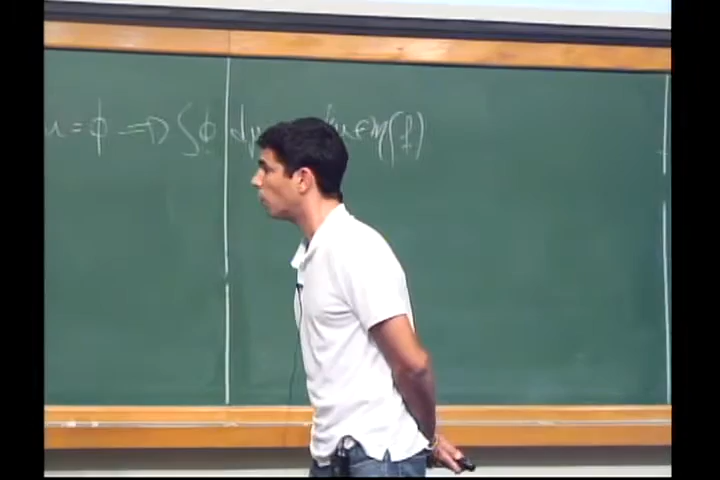 u = φ ⇒ ∫ φ dμ μ ∈ M(f)